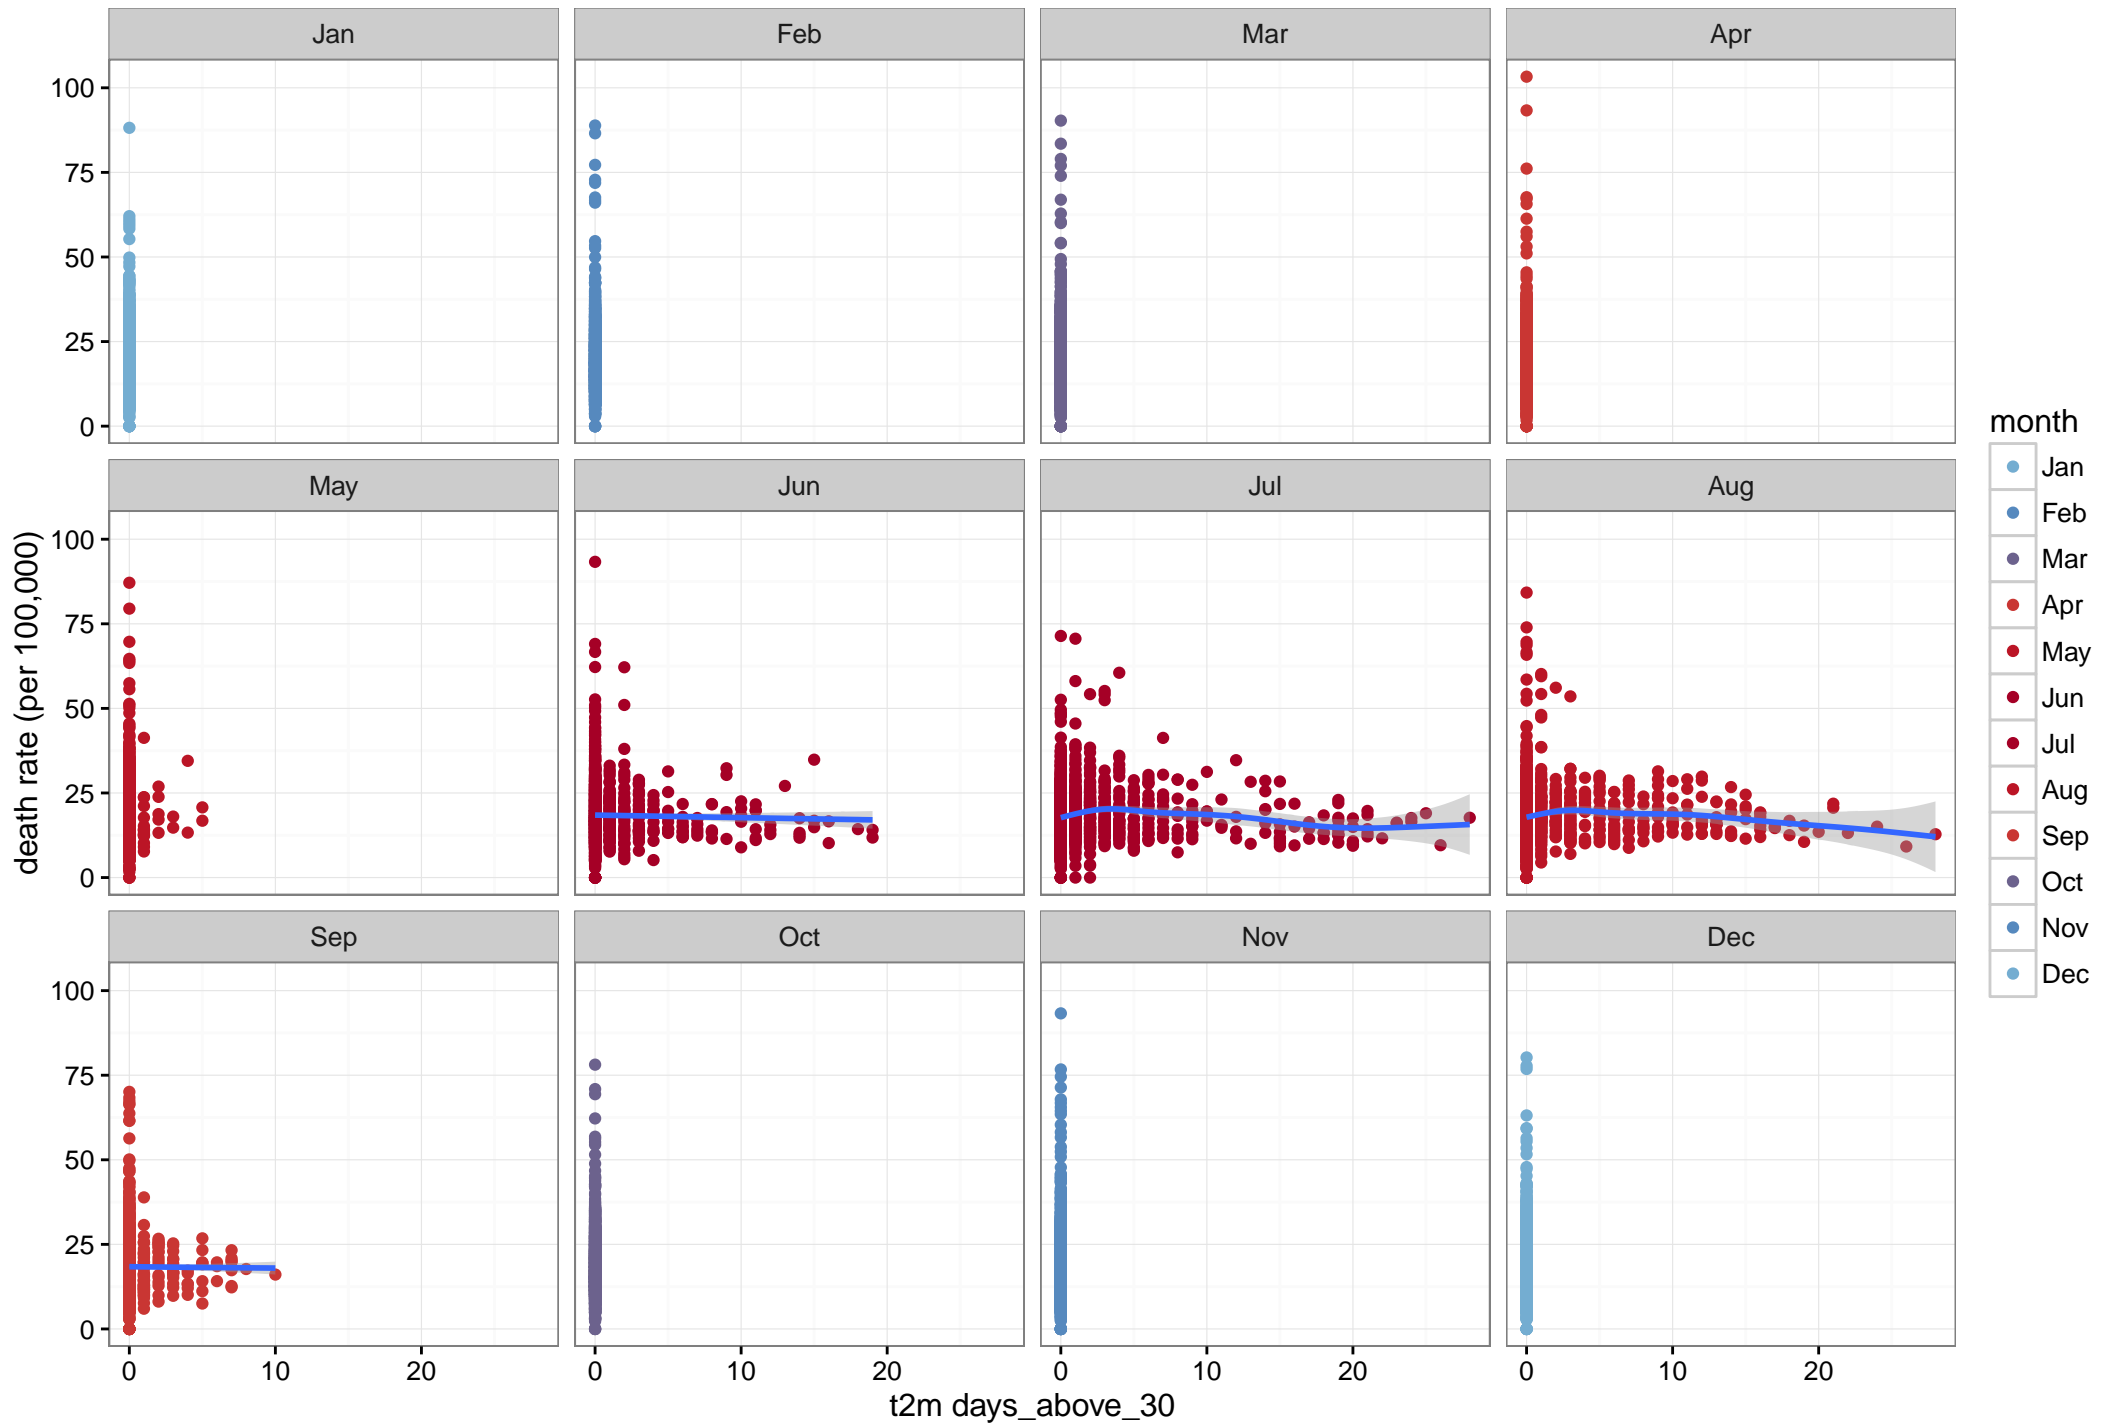 Jan Feb Mar Apr
100
75
50
25
0
May Jun Jul Aug
100
75
50
25
0
Sep Oct Nov Dec
100
75
50
25
0
0 10 20 0 10 20 0 10 20 0 10 20
t2m days_above_30
death rate (per 100,000)
month
Jan
Feb
Mar
Apr
May
Jun
Jul
Aug
Sep
Oct
Nov
Dec